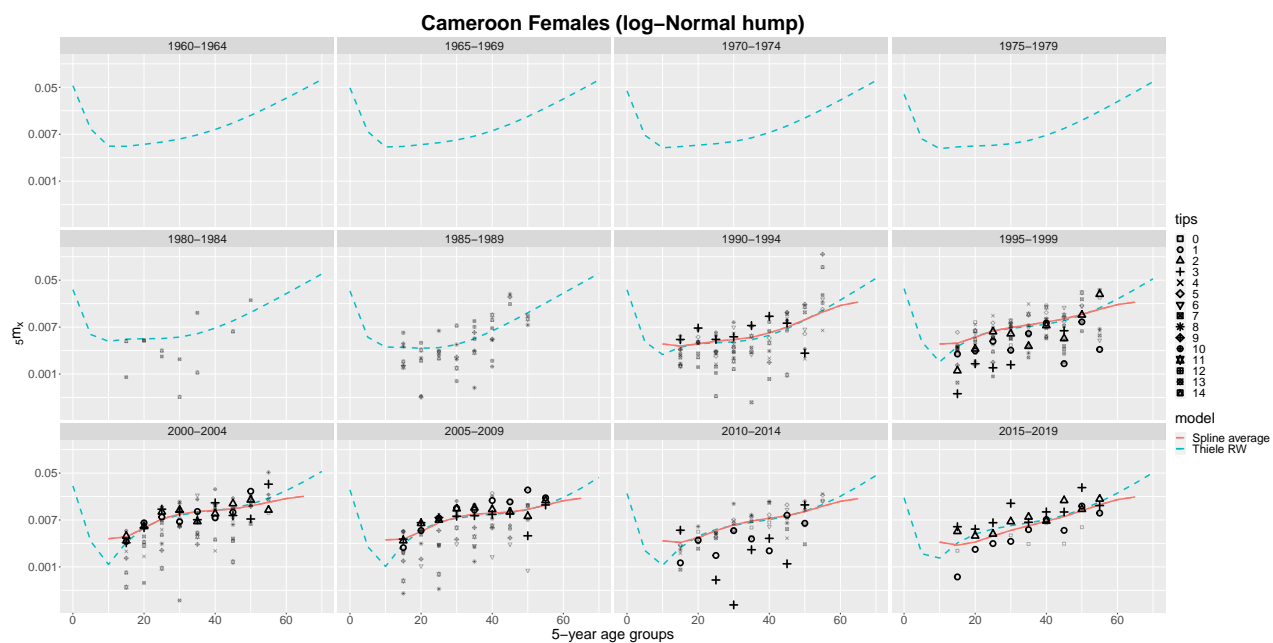 Cameroon Females (log−Normal hump)
1960−1964 1965−1969 1970−1974 1975−1979
0.05
0.007
0.001
1980−1984 1985−1989 1990−1994 1995−1999
0.05
0.007
0.001
2000−2004 2005−2009 2010−2014 2015−2019
0.05
0.007
0.001
0 20 40 60 0 20 40 60 0 20 40 60 0 20 40 60
5−year age groups
₅mₓ
tips
0
1
2
3
4
5
6
7
8
9
10
11
12
13
14
model
Spline average
Thiele RW